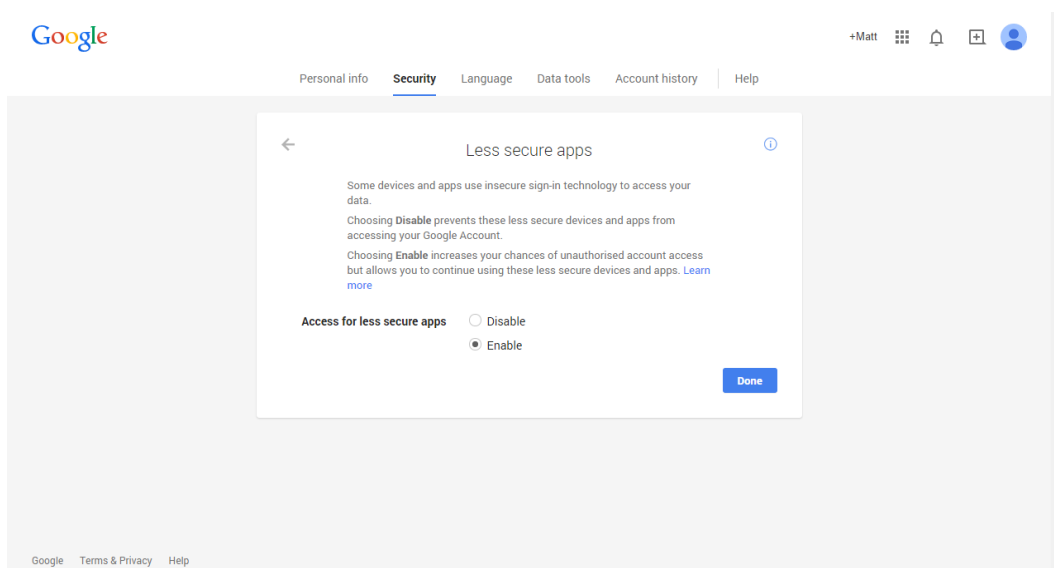 Google
+Matt
Personal info Security Language Data tools Account history Help
Less secure apps
Some devices and apps use insecure sign-in technology to access your
data.
Choosing Disable prevents these less secure devices and apps from
accessing your Google Account.
Choosing Enable increases your chances of unauthorised account access
but allows you to continue using these less secure devices and apps. Learn
more
Access for less secure apps Disable
Enable
Done
Google Terms & Privacy Help